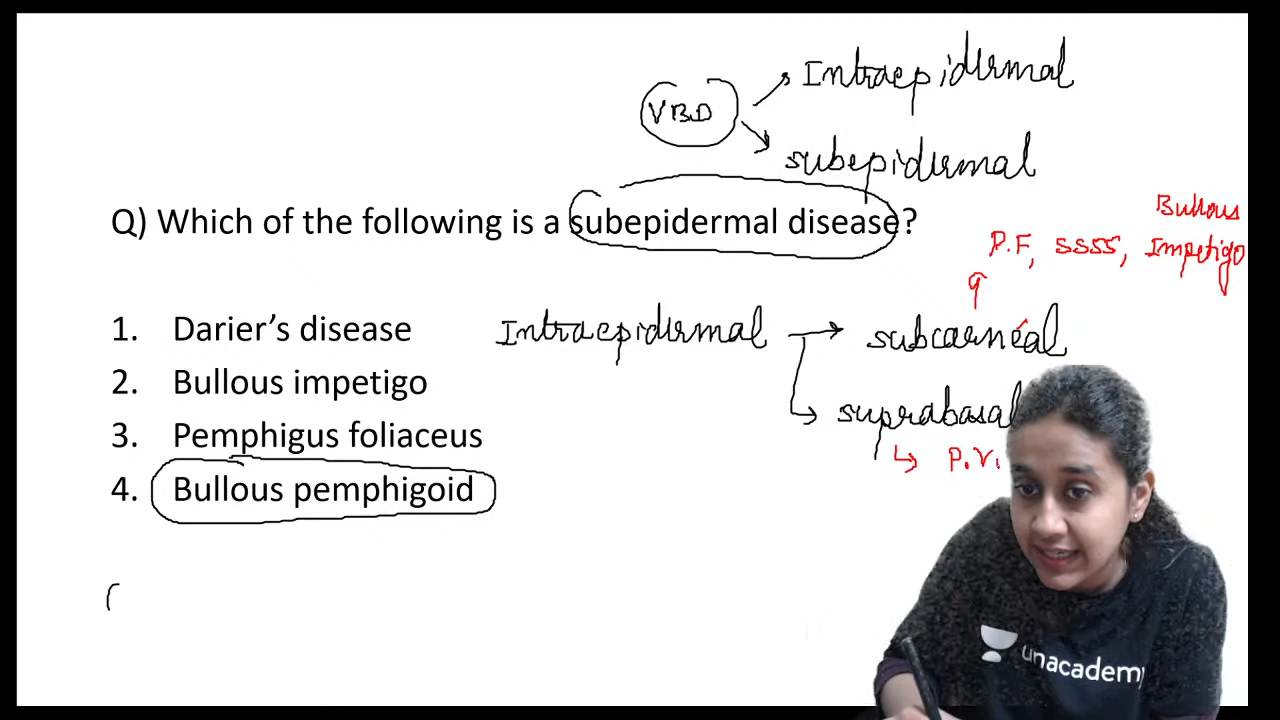 Intraepidermal
VBD
subepidermal
Q) Which of the following is a subepidermal disease?
Bullous
P.F, SSSS, Impetigo
1. Darier’s disease
Intraepidermal → subcarneal
2. Bullous impetigo
suprabasal
3. Pemphigus foliaceus
P.V.
4. Bullous pemphigoid
unacademy